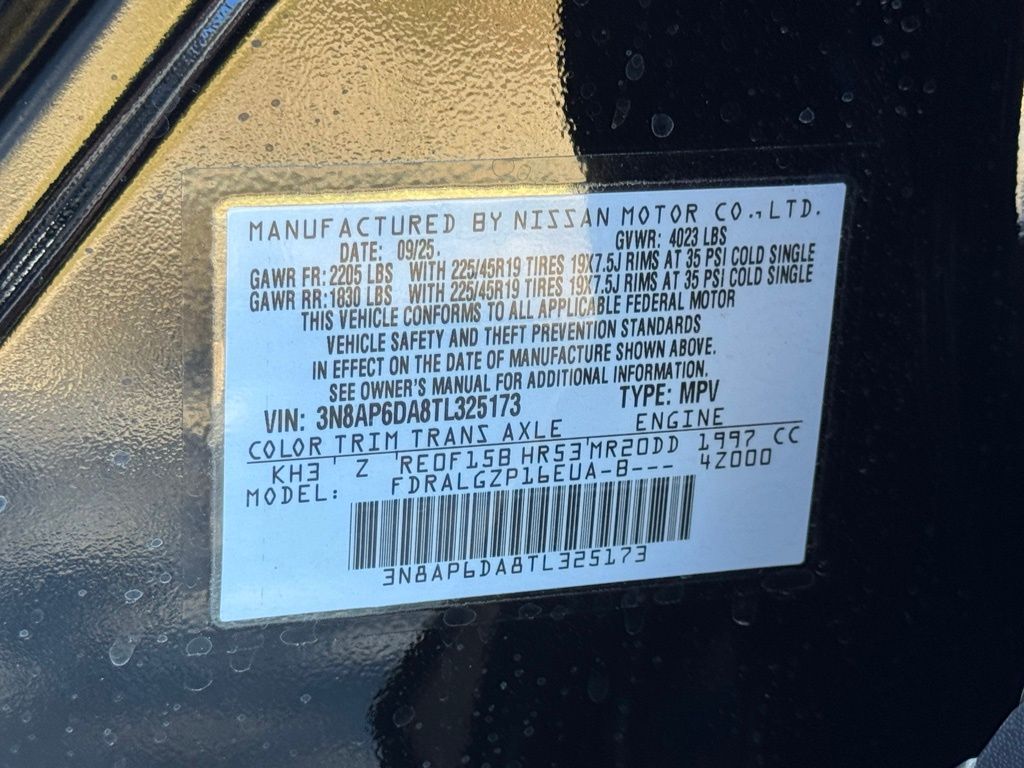 MANUFACTURED BY NISSAN MOTOR CO.,LTD.
DATE: 09/25. GVWR: 4023 LBS
GAWR FR: 2205 LBS WITH 225/45R19 TIRES 19X7.5J RIMS AT 35 PSI COLD SINGLE
GAWR RR: 1830 LBS WITH 225/45R19 TIRES 19X7.5J RIMS AT 35 PSI COLD SINGLE
THIS VEHICLE CONFORMS TO ALL APPLICABLE FEDERAL MOTOR
VEHICLE SAFETY AND THEFT PREVENTION STANDARDS
IN EFFECT ON THE DATE OF MANUFACTURE SHOWN ABOVE.
SEE OWNER'S MANUAL FOR ADDITIONAL INFORMATION.
VIN: 3N8AP6DA8TL325173 TYPE: MPV
COLOR TRIM TRANS AXLE ENGINE
KH3 Z RE0F15B HR53 MR20DD 1997 CC
MODEL: FDRALGZP16EUA-B--- 4Z000
3N8AP6DA8TL325173